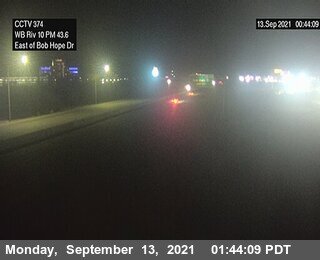 CCTV 374
WB Riv 10 PM 43.6
East of Bob Hope Dr
13.Sep 2021 00:44:09
Monday, September 13, 2021 01:44:09 PDT